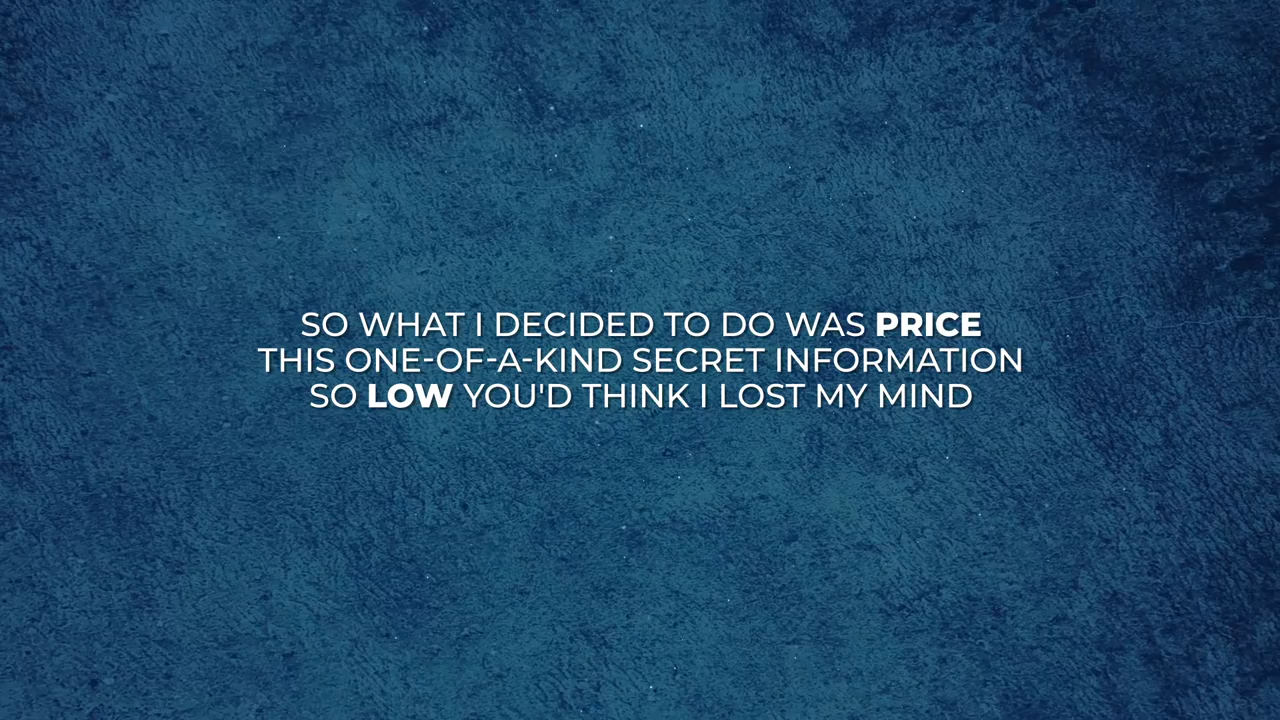 SO WHAT I DECIDED TO DO WAS PRICE
THIS ONE-OF-A-KIND SECRET INFORMATION
SO LOW YOU'D THINK I LOST MY MIND